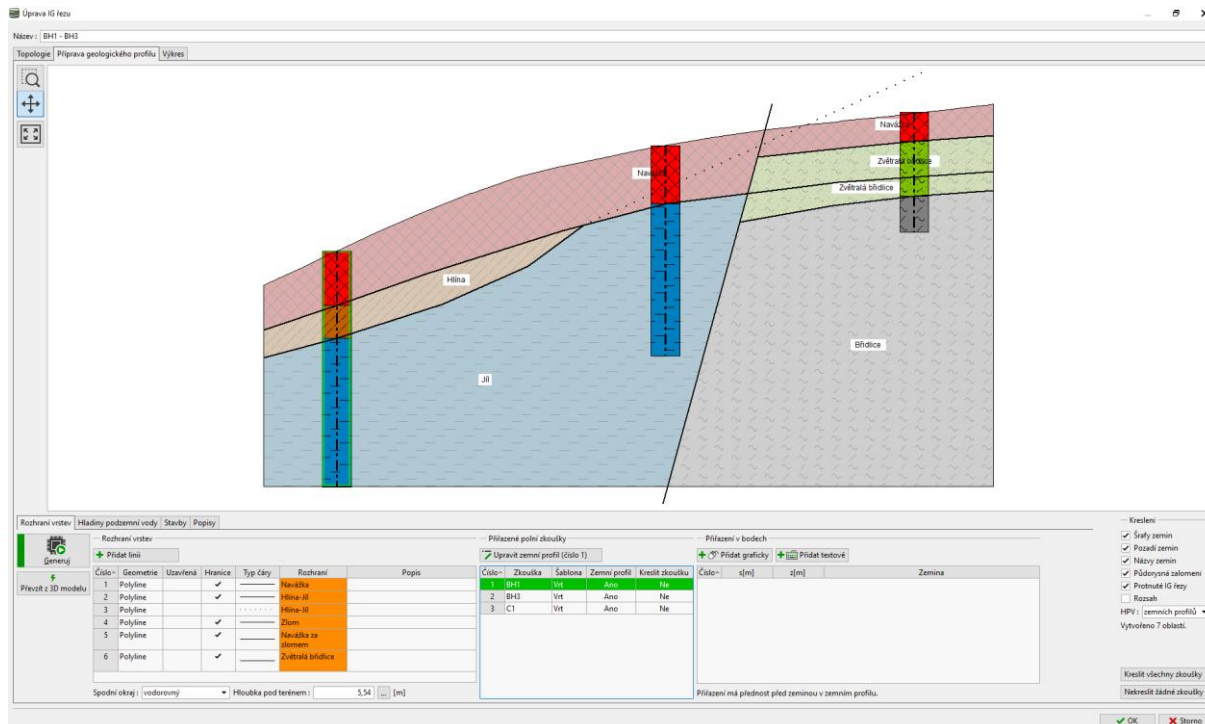 Úprava IG řezu
Název : BH1 - BH3
Topologie Příprava geologického profilu Výkres
Navážka
Navážka
Zvětralá břidlice
Zvětralá břidlice
Hlína
Břidlice
Jíl
Rozhraní vrstev Hladiny podzemní vody Stavby Popisy
Generuj
Převzít z 3D modelu
Rozhraní vrstev
Přidat linii
Číslo Geometrie Uzavřená Hranice Typ čáry Rozhraní Popis
1 Polyline Navážka
2 Polyline Hlína-Jíl
3 Polyline Hlína-Jíl
4 Polyline Zlom
5 Polyline Navážka za
zlomem
6 Polyline Zvětralá břidlice
Spodní okraj : vodorovný Hloubka pod terénem : 5,54 ... [m]
Přiřazené polní zkoušky
Upravit zemní profil (číslo 1)
Číslo Zkouška Šablona Zemní profil Kreslit zkoušku
1 BH1 Vrt Ano Ne
2 BH3 Vrt Ano Ne
3 C1 Vrt Ano Ne
Přiřazení v bodech
Přidat graficky Přidat textově
Číslo s[m] z[m] Zemina
Přiřazení má přednost před zeminou v zemním profilu.
Kreslení
Šrafy zemin
Pozadí zemin
Názvy zemin
Půdorysná zalomení
Protnuté IG řezy
Rozsah
HPV : zemních profilů
Vytvořeno 7 oblastí.
Kreslit všechny zkoušky
Nekreslit žádné zkoušky
OK Storno